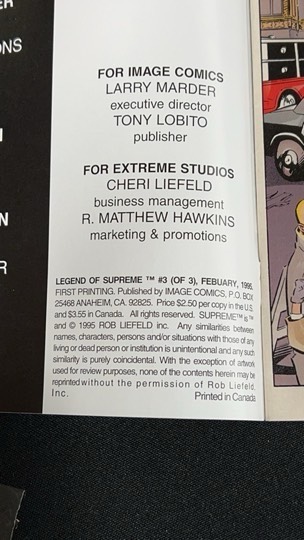 ER
ONS
N
R
FOR IMAGE COMICS
LARRY MARDER
executive director
TONY LOBITO
publisher
FOR EXTREME STUDIOS
CHERI LIEFELD
business management
R. MATTHEW HAWKINS
marketing & promotions
LEGEND OF SUPREME ™ #3 (OF 3), FEBUARY, 1995,
FIRST PRINTING. Published by IMAGE COMICS, P.O. BOX
25468 ANAHEIM, CA. 92825. Price $2.50 per copy in the U.S.
and $3.55 in Canada. All rights reserved. SUPREME™ is ™
and © 1995 ROB LIEFELD inc. Any similarities between
names, characters, persons and/or situations with those of any
living or dead person or institution is unintentional and any such
similarity is purely coincidental. With the exception of artwork
used for review purposes, none of the contents herein may be
reprinted without the permission of Rob Liefeld,
Inc. Printed in Canada